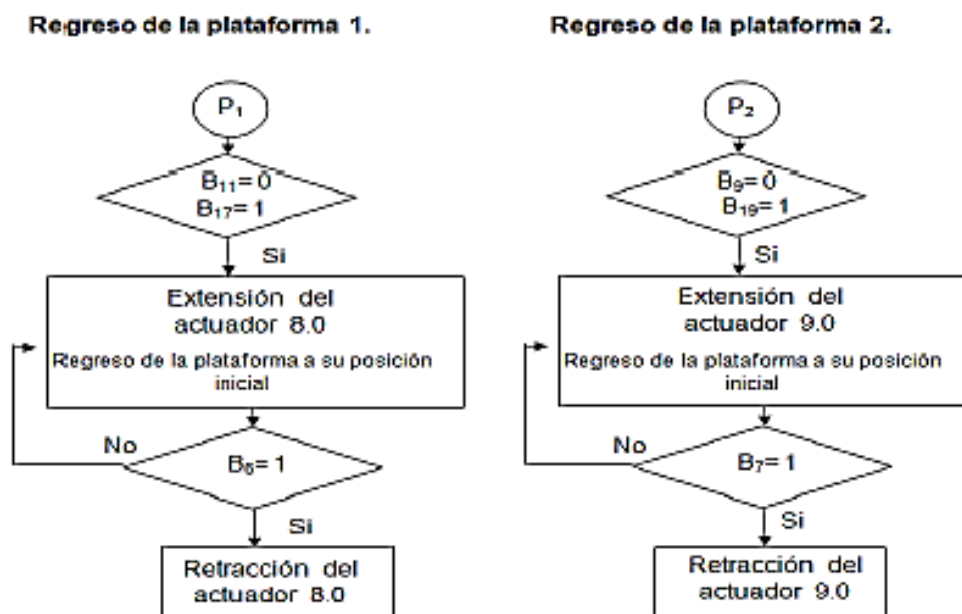 Regreso de la plataforma 1.
P₁
B₁₁= 0
B₁₇= 1
Si
Extensión del
actuador 8.0
Regreso de la plataforma a su posición
inicial
No
B₅= 1
Si
Retracción del
actuador 8.0
Regreso de la plataforma 2.
P₂
B₉= 0
B₁₉= 1
Si
Extensión del
actuador 9.0
Regreso de la plataforma a su posición
inicial
No
B₇= 1
Si
Retracción del
actuador 9.0